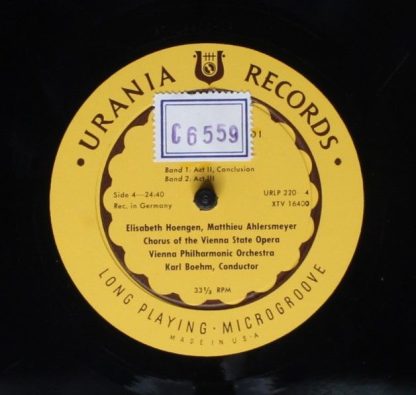 · URANIA RECORDS ·
C6559
Band 1. Act II, Conclusion
Band 2. Act III
Side 4—24:40
URLP 220 4
Rec. in Germany
XTV 16400
Elisabeth Hoengen, Matthieu Ahlersmeyer
Chorus of the Vienna State Opera
Vienna Philharmonic Orchestra
Karl Boehm, Conductor
33⅓ RPM
LONG PLAYING · MICROGROOVE
MADE IN U·S·A